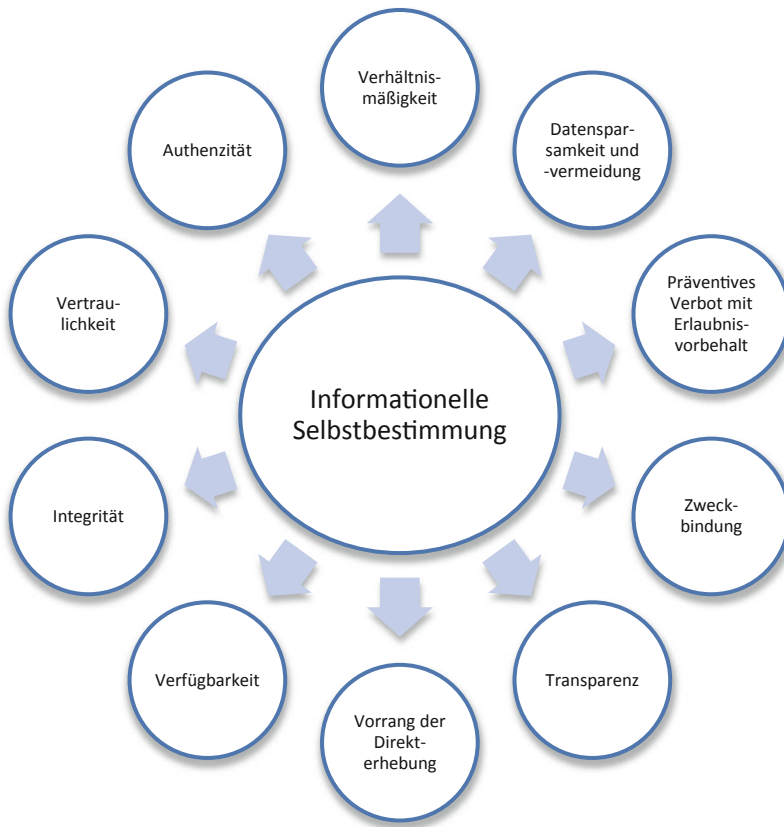 Verhältnis-
mäßigkeit
Datenspar-
samkeit und
-vermeidung
Präventives
Verbot mit
Erlaubnis-
vorbehalt
Zweck-
bindung
Transparenz
Vorrang der
Direkt-
erhebung
Verfügbarkeit
Integrität
Vertrau-
lichkeit
Authenzität
Informationelle
Selbstbestimmung